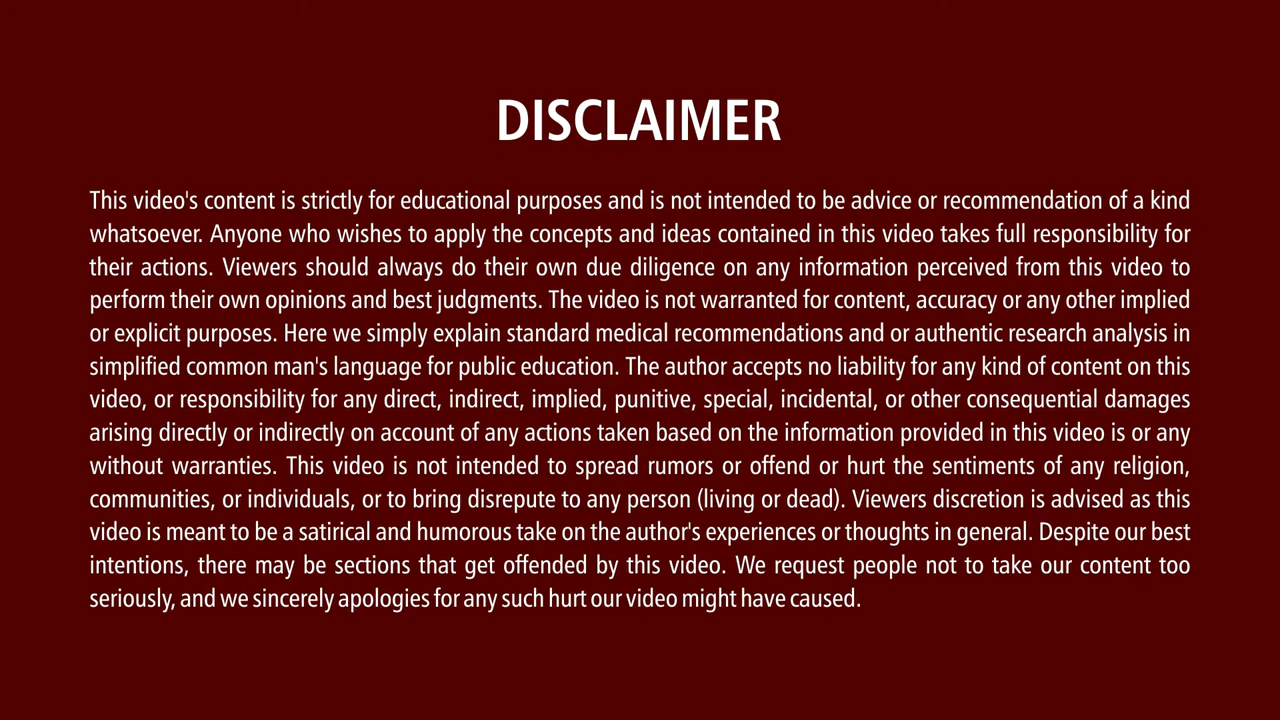 DISCLAIMER
This video's content is strictly for educational purposes and is not intended to be advice or recommendation of a kind
whatsoever. Anyone who wishes to apply the concepts and ideas contained in this video takes full responsibility for
their actions. Viewers should always do their own due diligence on any information perceived from this video to
perform their own opinions and best judgments. The video is not warranted for content, accuracy or any other implied
or explicit purposes. Here we simply explain standard medical recommendations and or authentic research analysis in
simplified common man's language for public education. The author accepts no liability for any kind of content on this
video, or responsibility for any direct, indirect, implied, punitive, special, incidental, or other consequential damages
arising directly or indirectly on account of any actions taken based on the information provided in this video is or any
without warranties. This video is not intended to spread rumors or offend or hurt the sentiments of any religion,
communities, or individuals, or to bring disrepute to any person (living or dead). Viewers discretion is advised as this
video is meant to be a satirical and humorous take on the author's experiences or thoughts in general. Despite our best
intentions, there may be sections that get offended by this video. We request people not to take our content too
seriously, and we sincerely apologies for any such hurt our video might have caused.